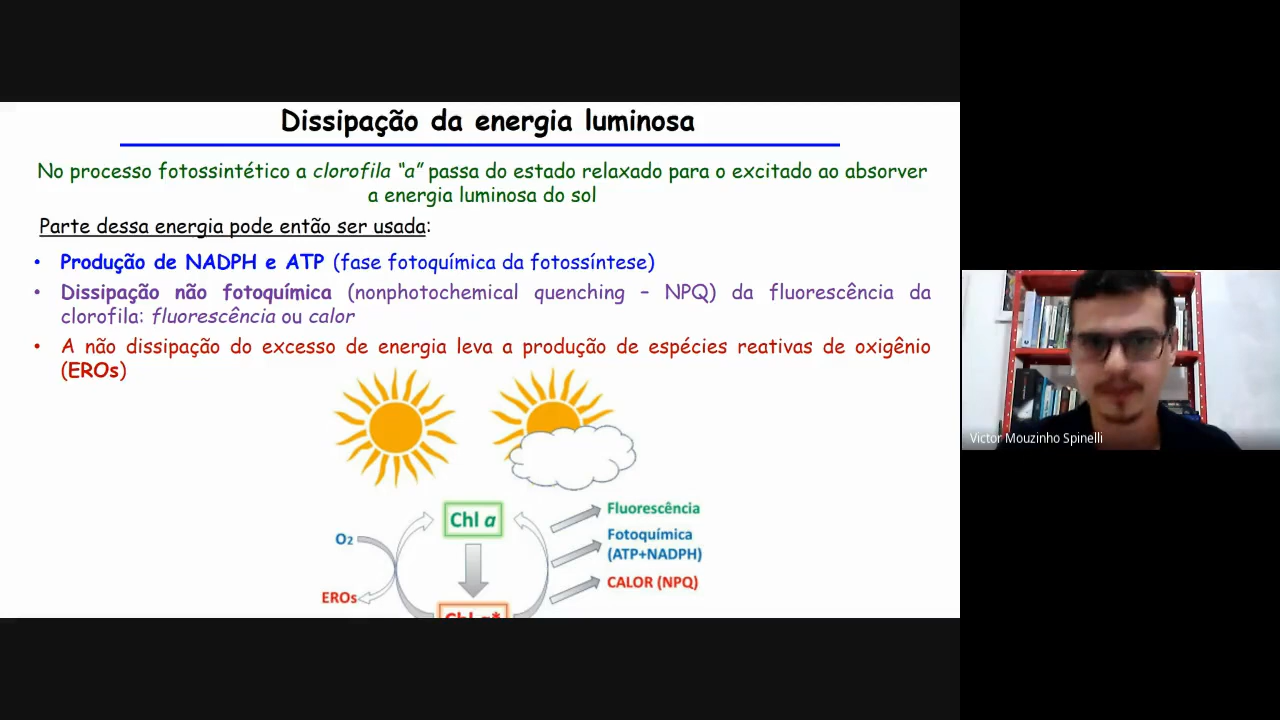 Dissipação da energia luminosa
No processo fotossintético a clorofila “a” passa do estado relaxado para o excitado ao absorver
a energia luminosa do sol
Parte dessa energia pode então ser usada:
• Produção de NADPH e ATP (fase fotoquímica da fotossíntese)
• Dissipação não fotoquímica (nonphotochemical quenching – NPQ) da fluorescência da
clorofila: fluorescência ou calor
• A não dissipação do excesso de energia leva a produção de espécies reativas de oxigênio
(EROs)
Chl a
Fluorescência
O2
Fotoquímica
(ATP+NADPH)
CALOR (NPQ)
EROs
Chl a*
Victor Mouzinho Spinelli